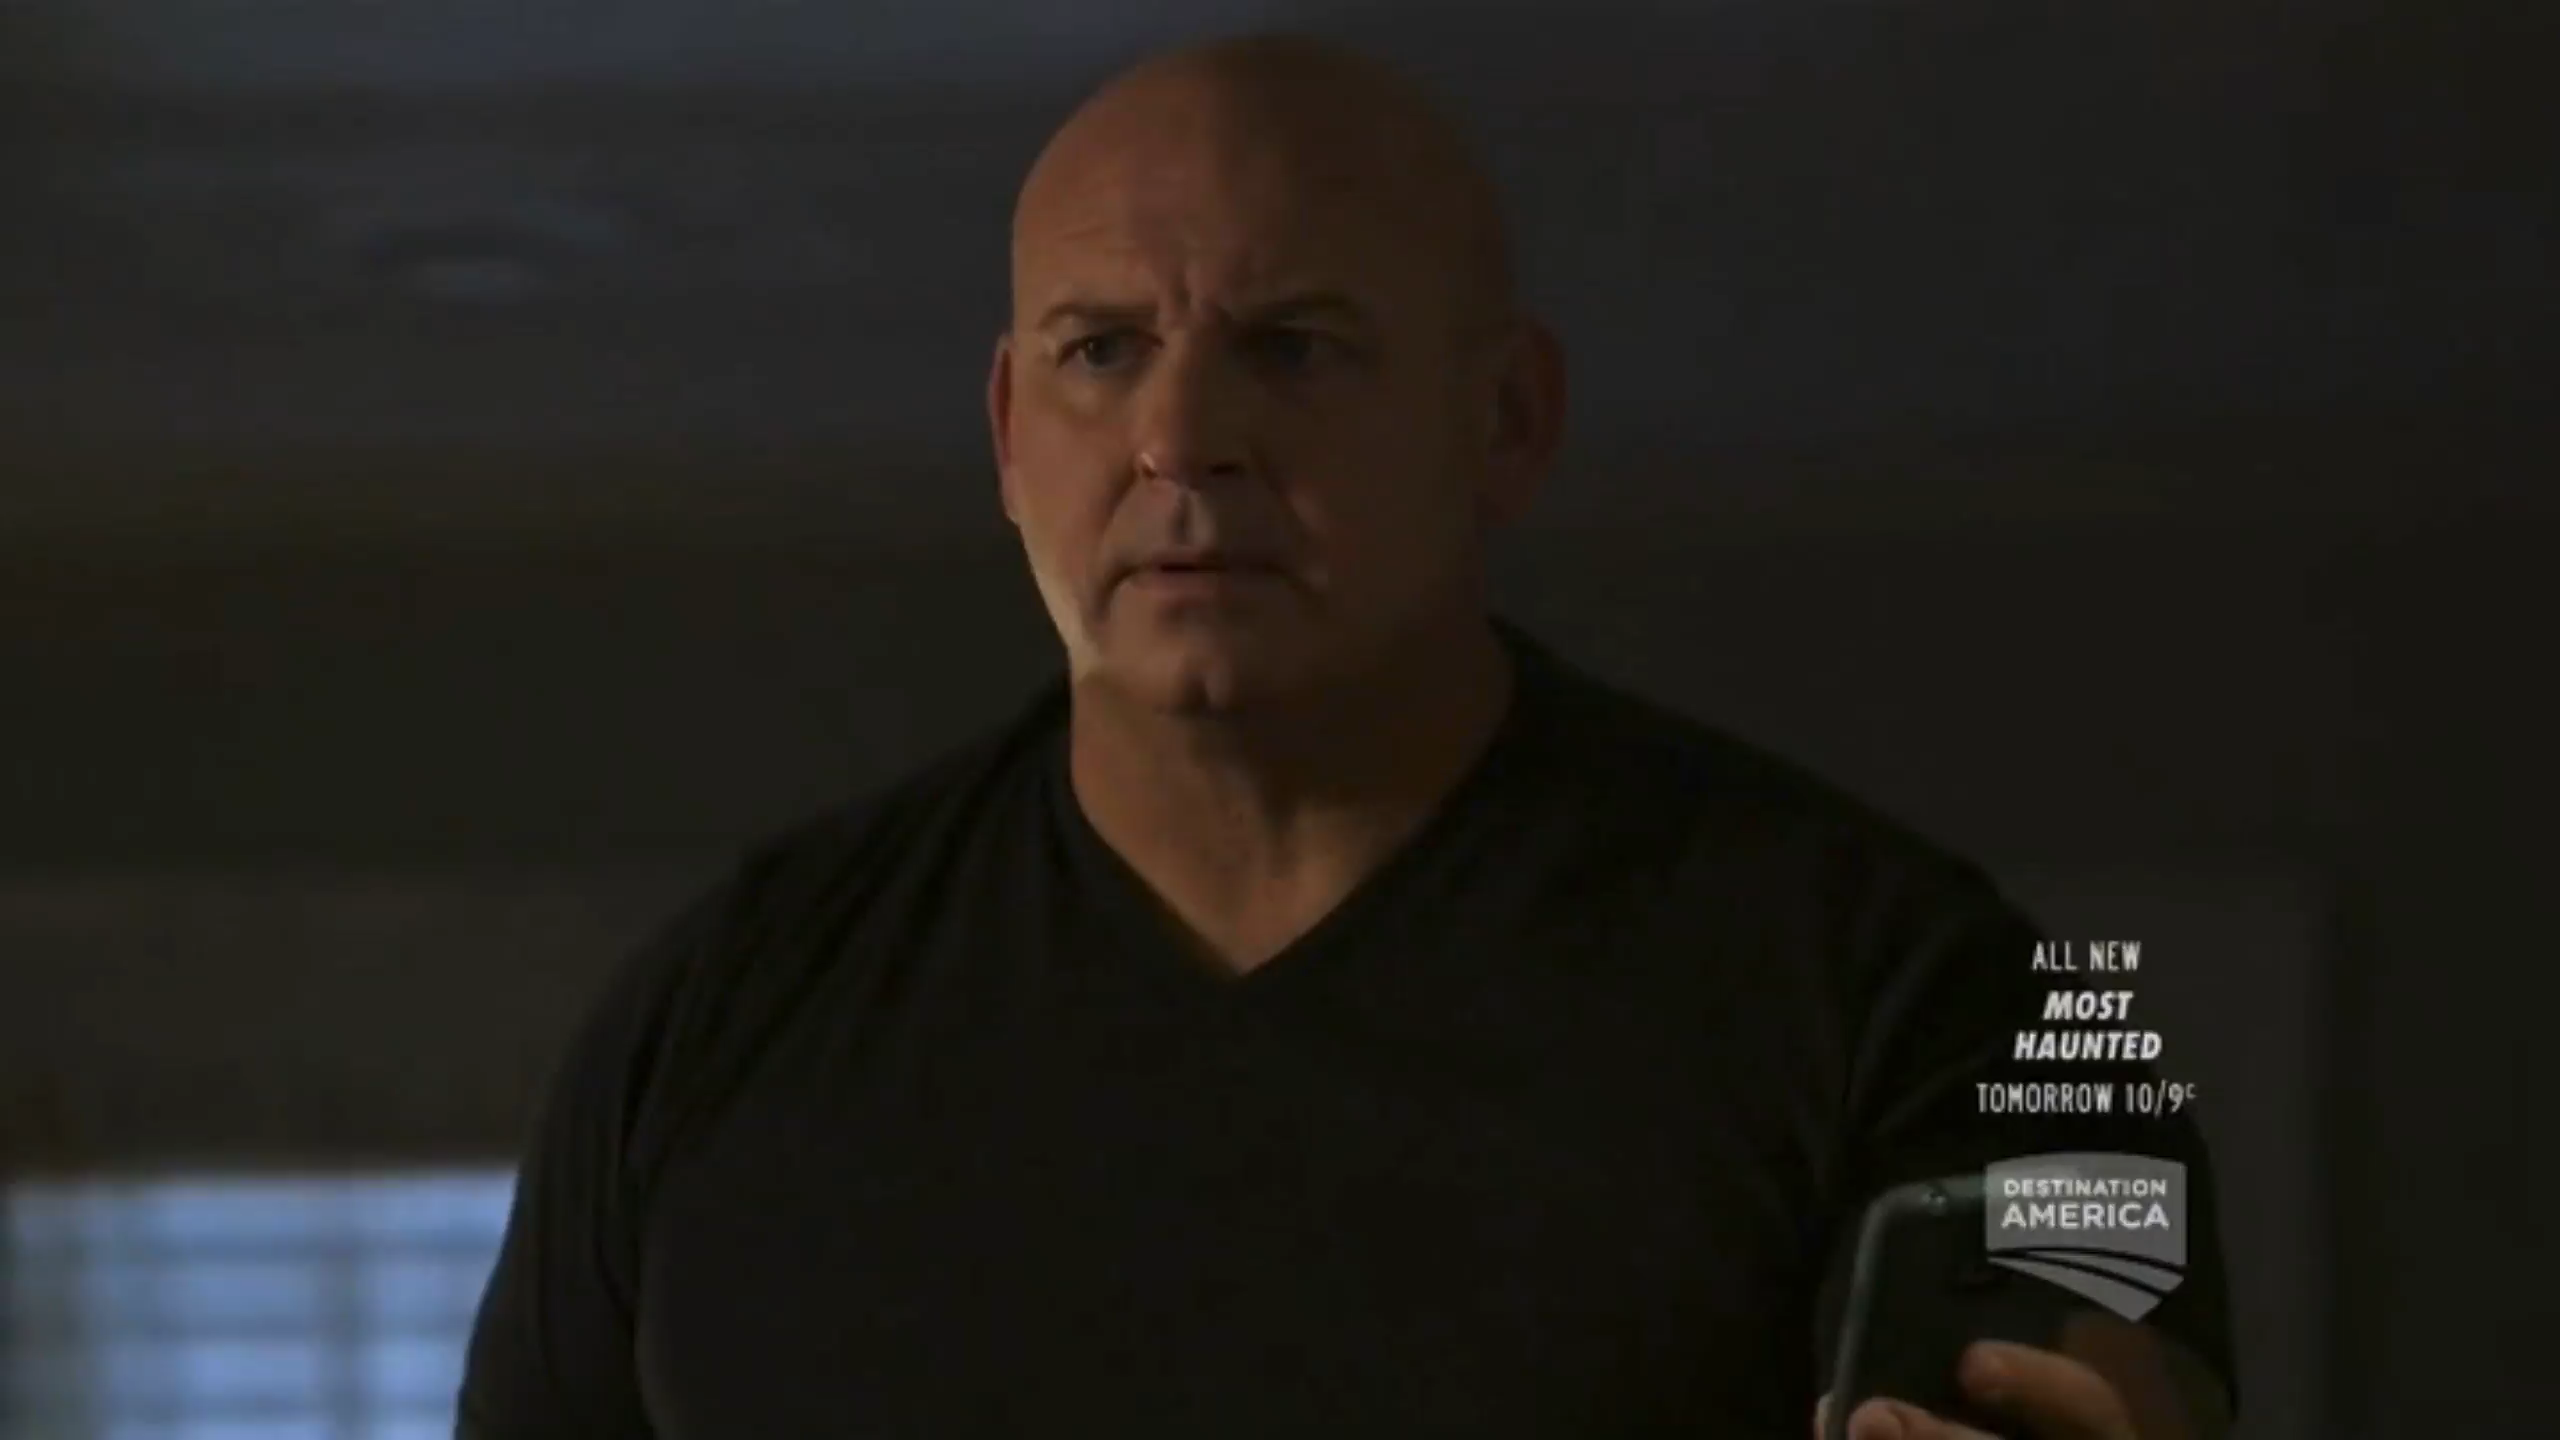 ALL NEW
MOST
HAUNTED
TOMORROW 10/9c
DESTINATION
AMERICA